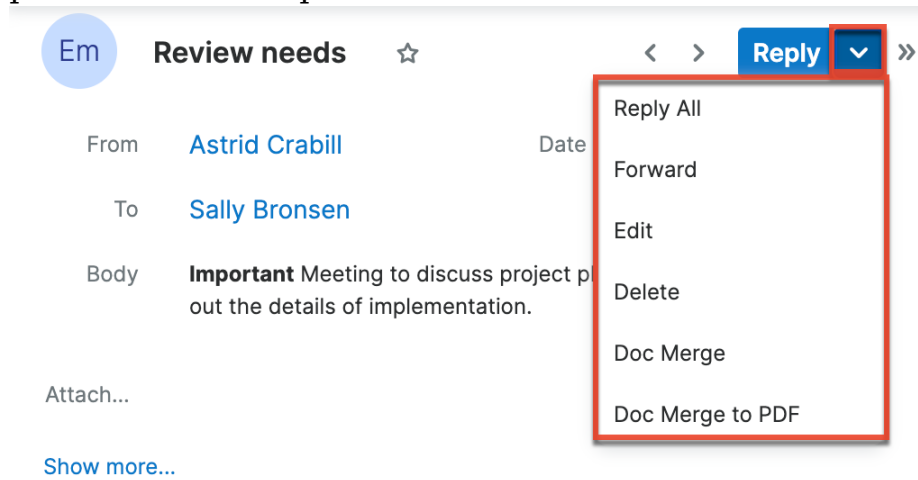 Em
Review needs
Reply
Reply All
From Astrid Crabill Date
Forward
To Sally Bronsen
Edit
Body Important Meeting to discuss project
out the details of implementation.
Delete
Doc Merge
Attach...
Doc Merge to PDF
Show more...